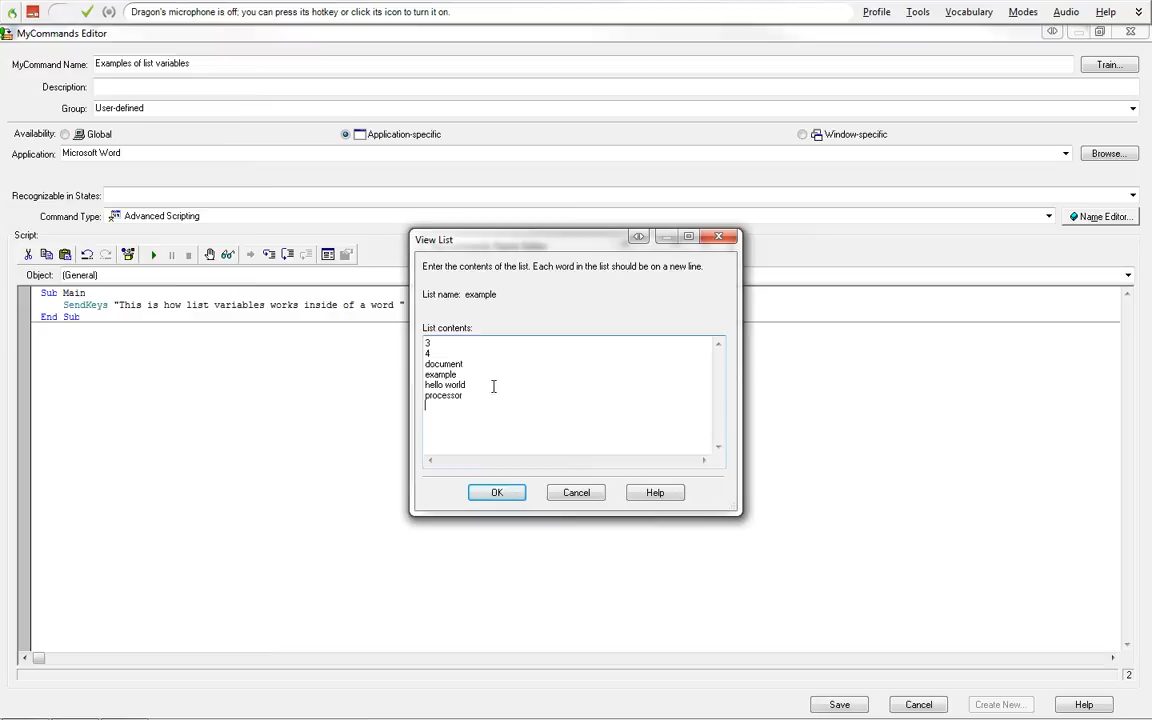 Dragon's microphone is off; you can press its hotkey or click its icon to turn it on.
Profile Tools Vocabulary Modes Audio Help
MyCommands Editor
MyCommand Name: Examples of list variables Train...
Description:
Group: User-defined
Availability: Global Application-specific Window-specific
Application: Microsoft Word Browse...
Recognizable in States:
Command Type: Advanced Scripting Name Editor...
Script:
Object: (General)
Sub Main
SendKeys "This is how list variables works inside of a word "
End Sub
View List
Enter the contents of the list. Each word in the list should be on a new line.
List name: example
List contents:
3
4
document
example
hello world
processor
OK Cancel Help
2
Save Cancel Create New... Help